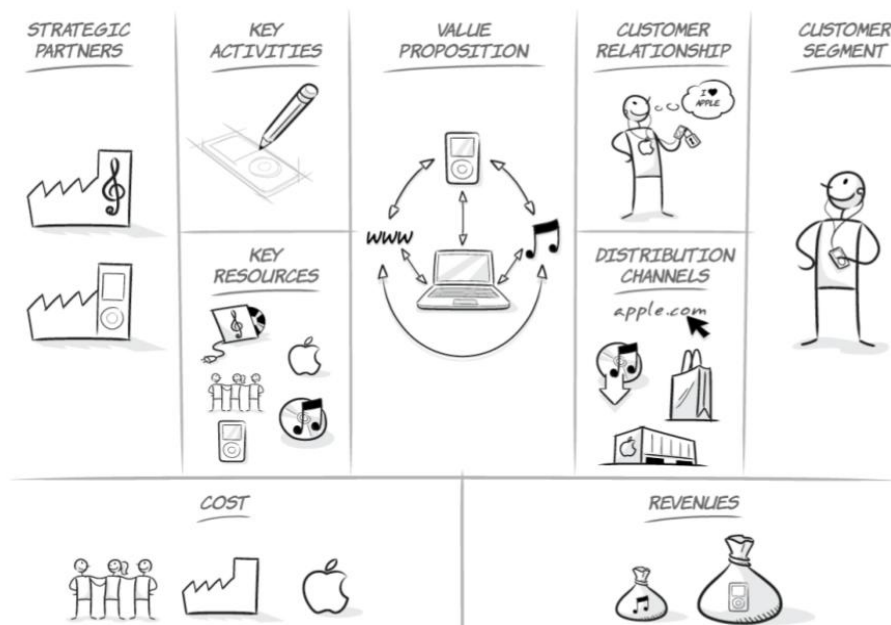 STRATEGIC
PARTNERS
KEY
ACTIVITIES
VALUE
PROPOSITION
CUSTOMER
RELATIONSHIP
CUSTOMER
SEGMENT
I ♥
APPLE
www
KEY
RESOURCES
DISTRIBUTION
CHANNELS
apple.com
COST
REVENUES